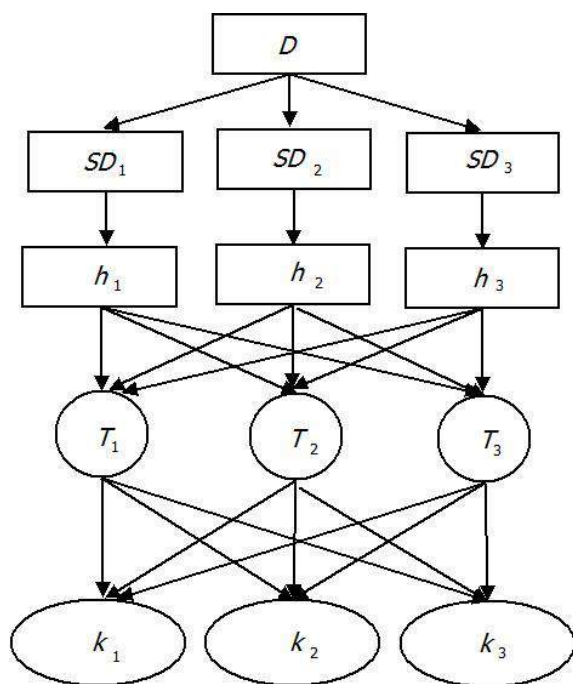 D
SD₁ SD₂ SD₃
h₁ h₂ h₃
T₁ T₂ T₃
k₁ k₂ k₃